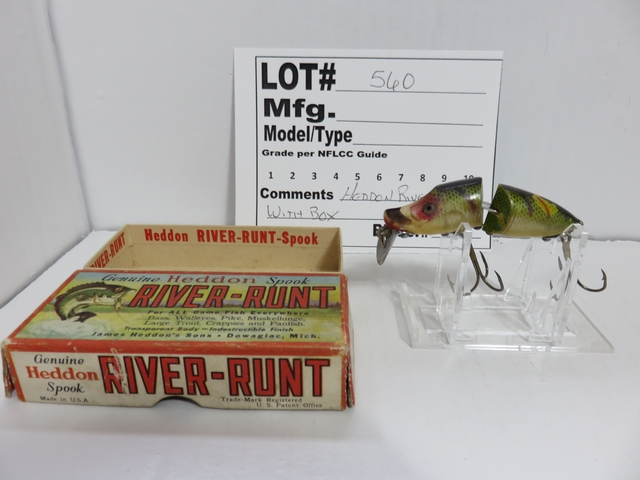 LOT# 560
Mfg.
Model/Type
Grade per NFLCC Guide
1 2 3 4 5 6 7 8 9 10
Comments HEDDON
WITH BOX
Heddon RIVER-RUNT-Spook
RIVER-RUNT
Genuine Heddon Spook
RIVER-RUNT
For ALL Game Fish Everywhere
Bass, Walleyes, Pike, Muskellunge,
Large Trout, Crappies and Panfish.
Transparent Body - Indestructible Finish
James Heddon's Sons • Dowagiac, Mich.
Genuine
Heddon
Spook
RIVER-RUNT
Made in U.S.A
Trade-Mark Registered
U.S. Patent Office